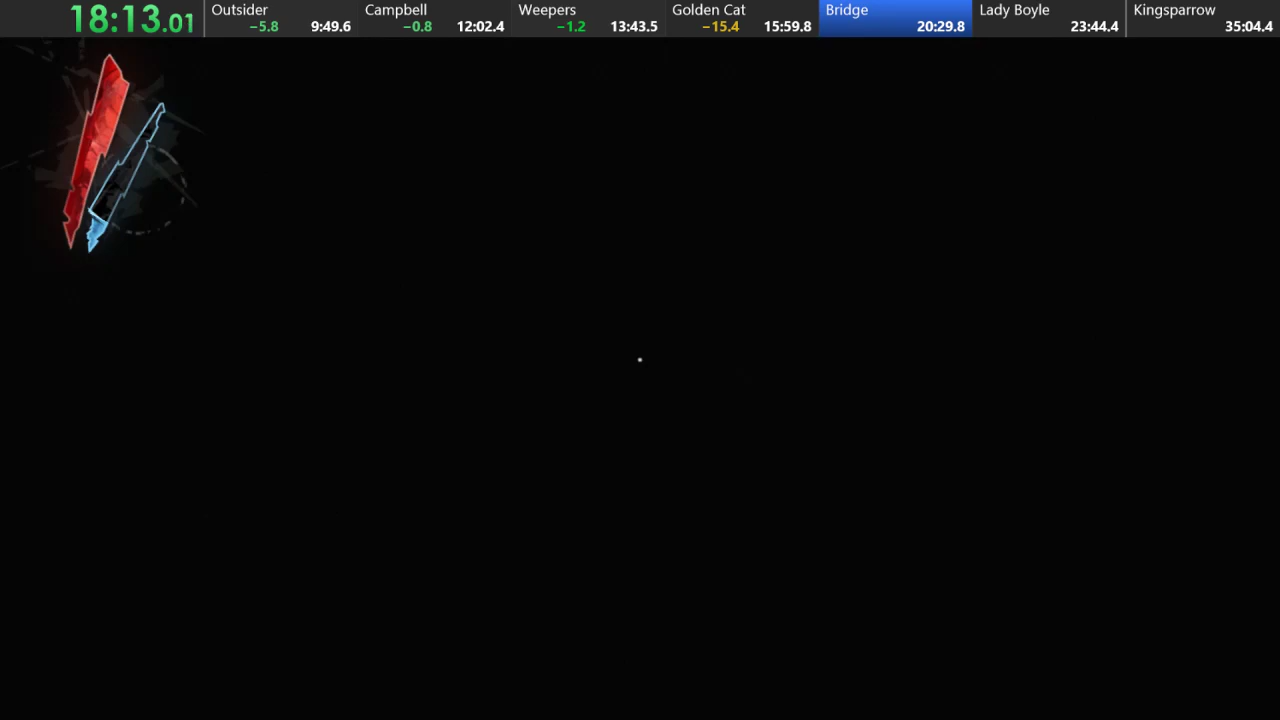 18:13.01
Outsider
−5.8 9:49.6
Campbell
−0.8 12:02.4
Weepers
−1.2 13:43.5
Golden Cat
−15.4 15:59.8
Bridge
20:29.8
Lady Boyle
23:44.4
Kingsparrow
35:04.4